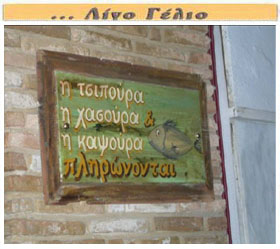 ... Λίγο Γέλιο
η τσιπούρα
η χασούρα &
η καψούρα
πληρώνονται